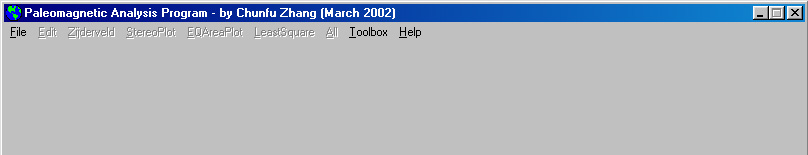 Paleomagnetic Analysis Program - by Chunfu Zhang (March 2002)
File Edit Zijderveld StereoPlot EQAreaPlot LeastSquare All Toolbox Help